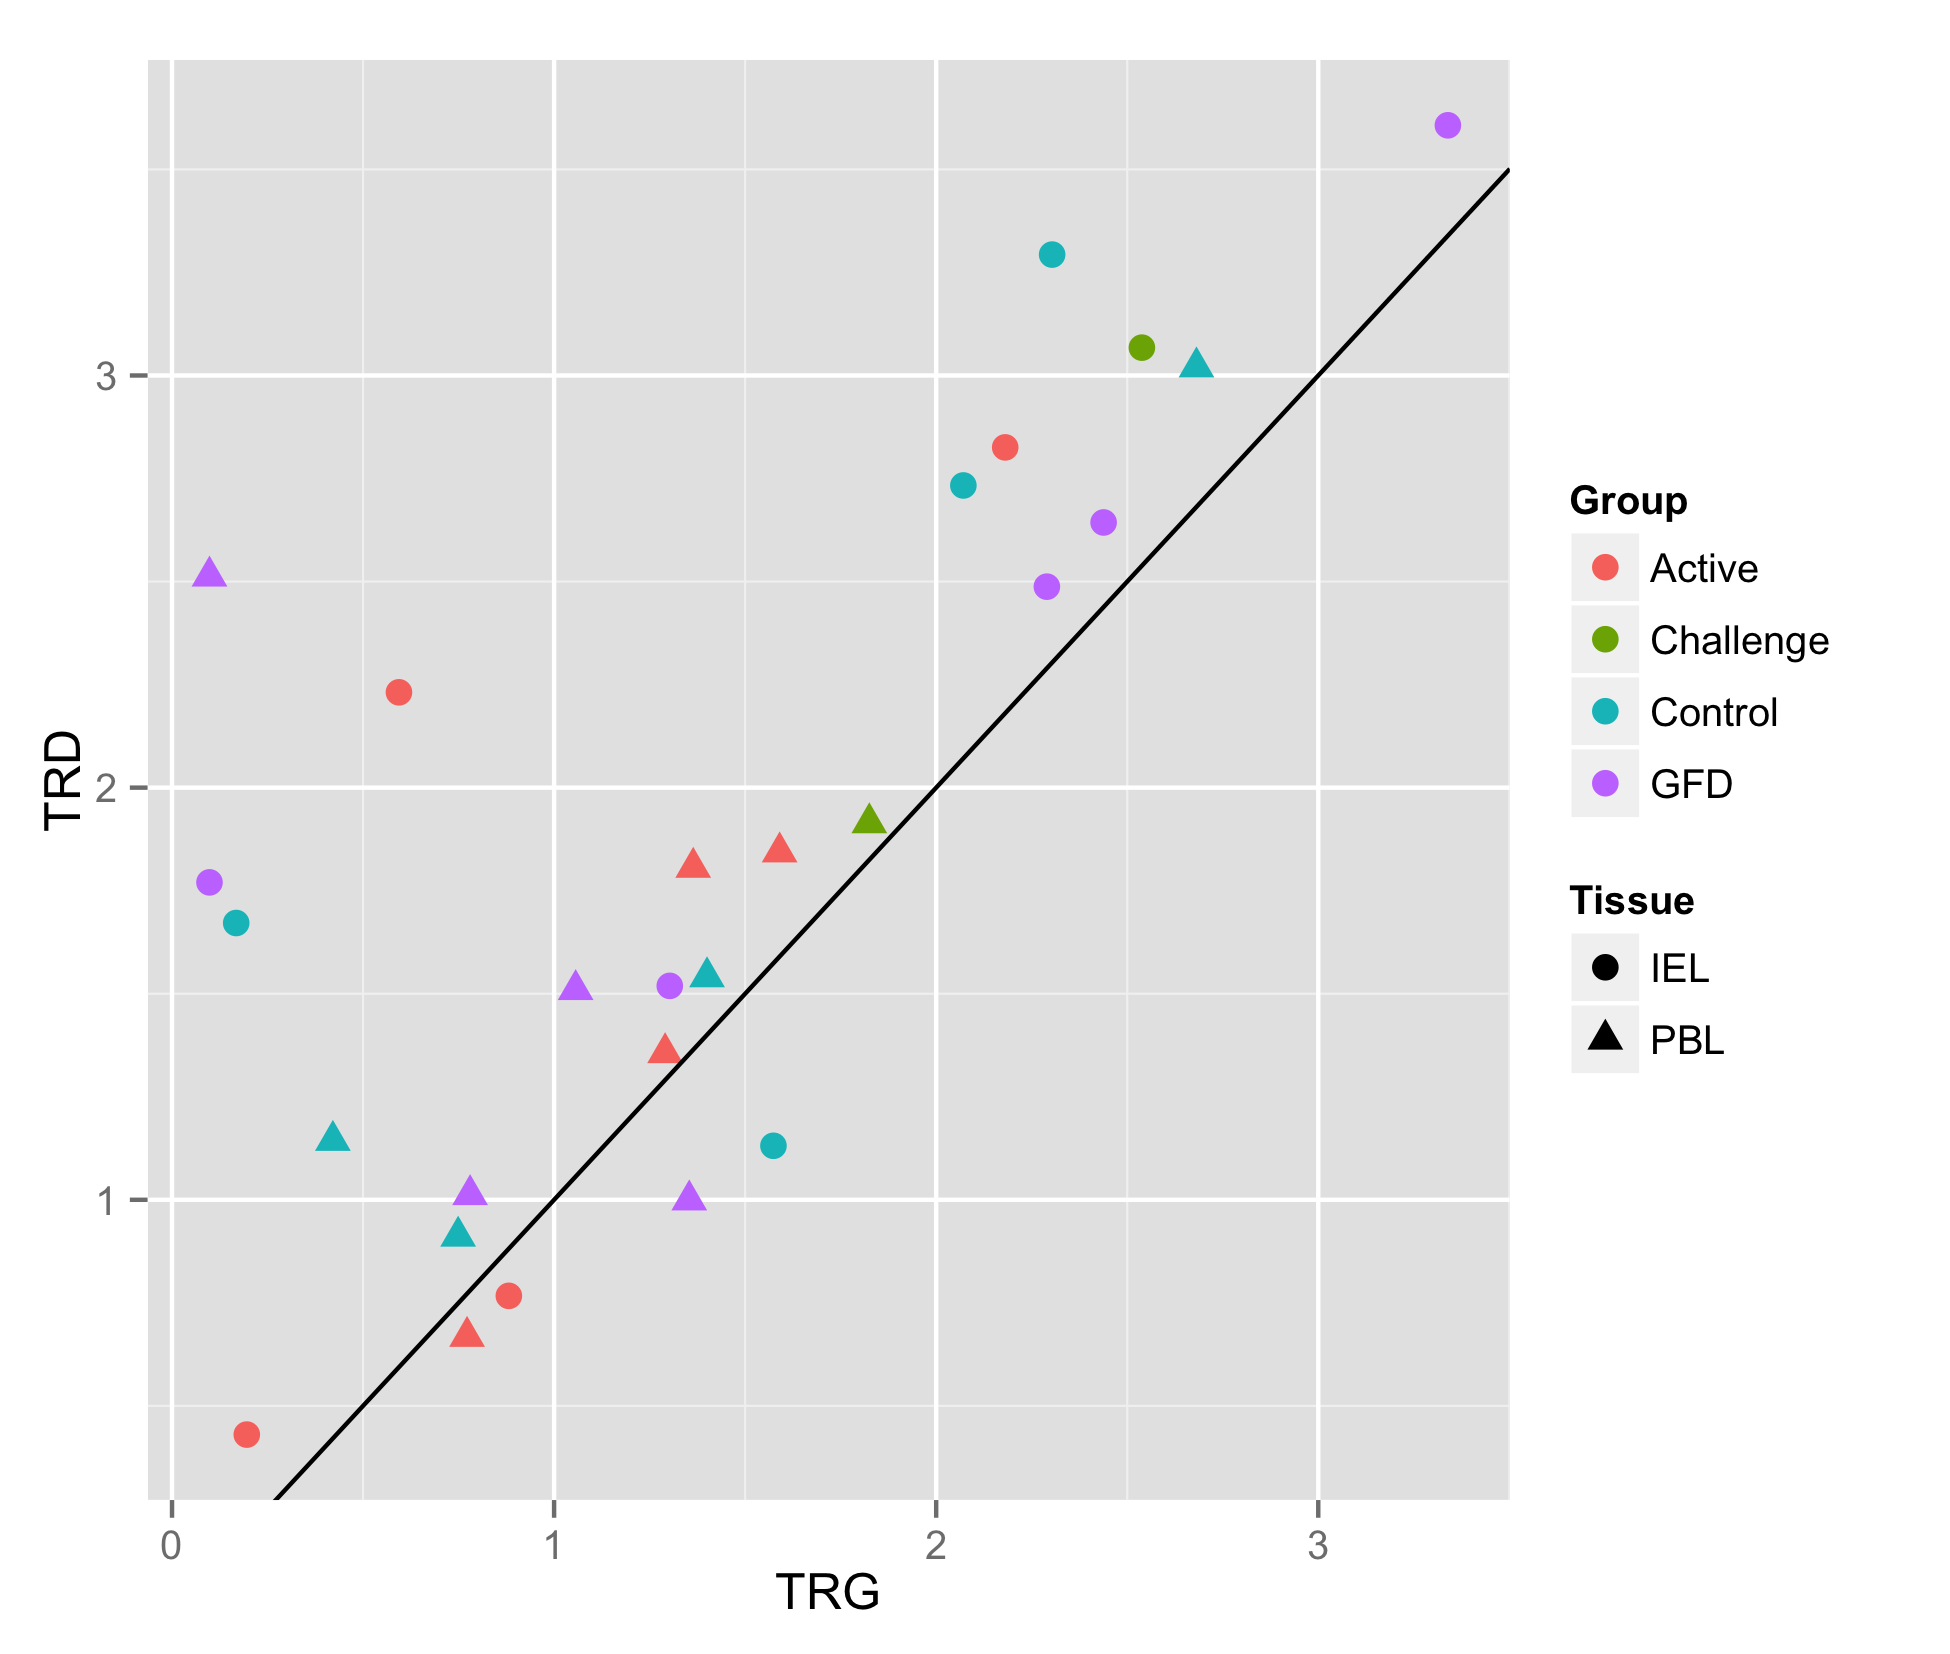 TRD
3
2
1
0 1 2 3
TRG
Group
Active
Challenge
Control
GFD
Tissue
IEL
PBL